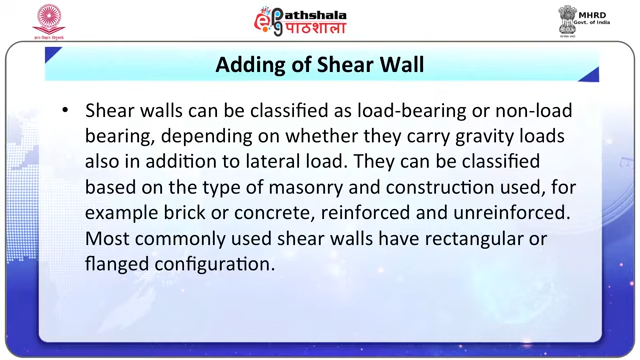 ePathshala
पाठशाला
MHRD
Govt. of India
Adding of Shear Wall
• Shear walls can be classified as load-bearing or non-load
bearing, depending on whether they carry gravity loads
also in addition to lateral load. They can be classified
based on the type of masonry and construction used, for
example brick or concrete, reinforced and unreinforced.
Most commonly used shear walls have rectangular or
flanged configuration.